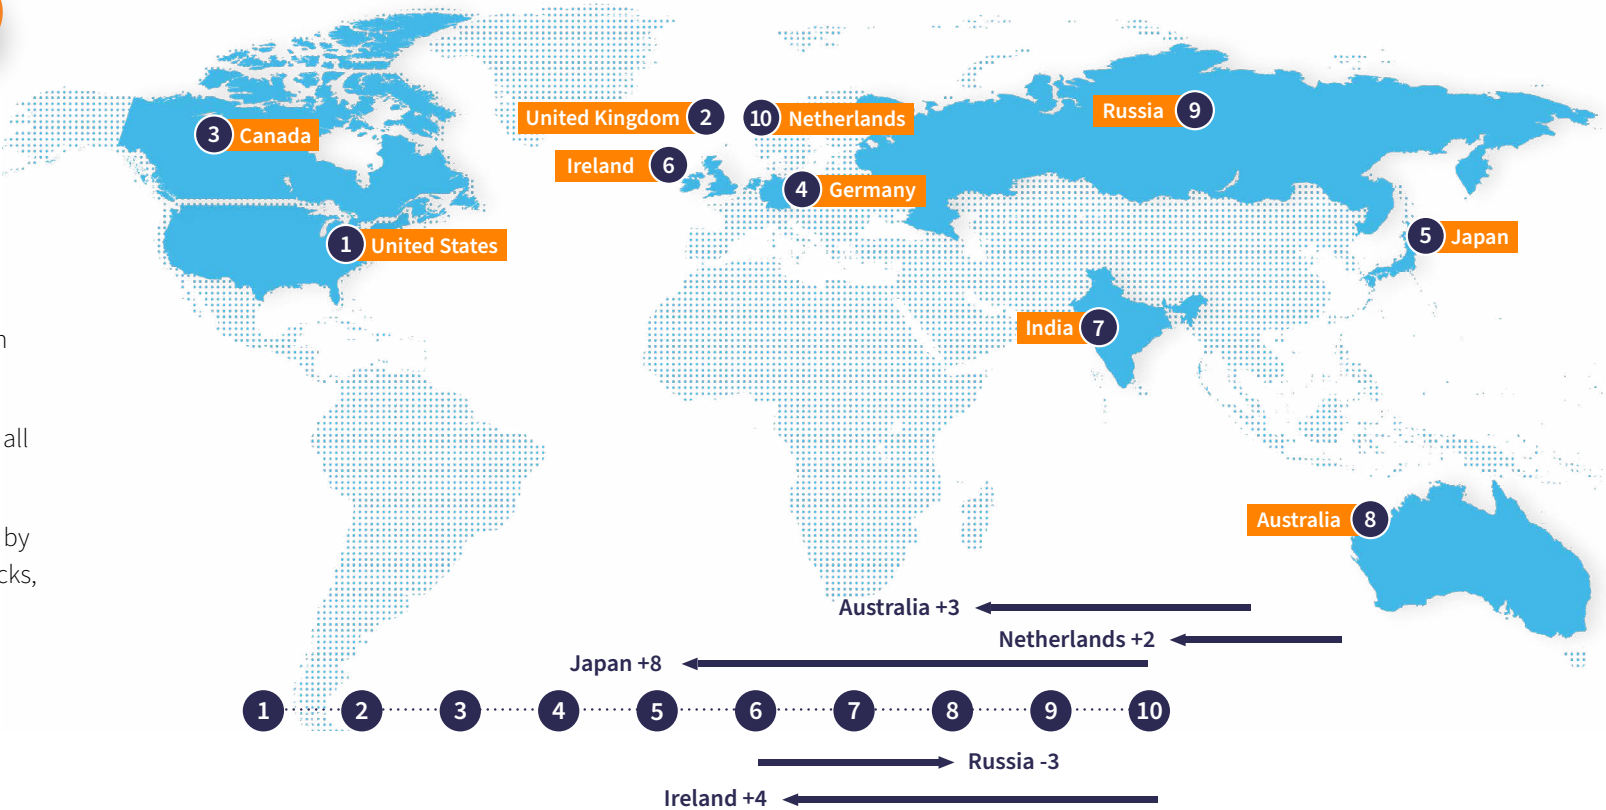 United Kingdom 2
10 Netherlands
Russia 9
3 Canada
Ireland 6
4 Germany
1 United States
5 Japan
India 7
all
by
Australia 8
Australia +3
Netherlands +2
Japan +8
1 2 3 4 5 6 7 8 9 10
Russia -3
Ireland +4